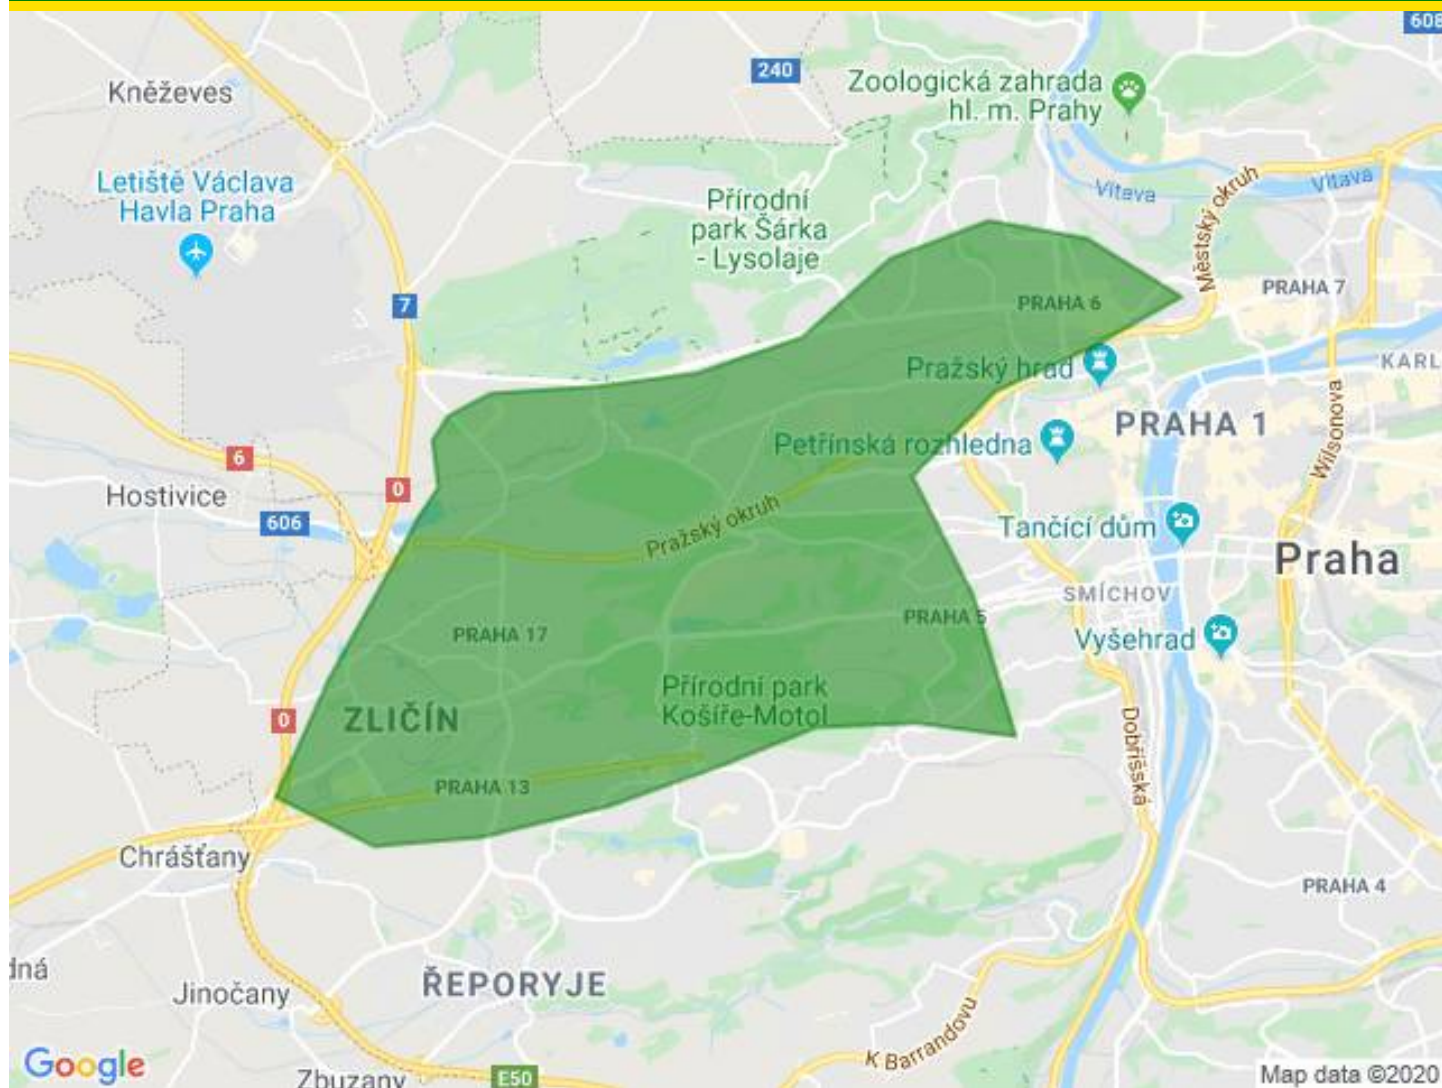 608
240
Kněževes
Zoologická zahrada
hl. m. Prahy
Letiště Václava
Havla Praha
Přírodní
park Šárka
- Lysolaje
Vltava
Městský okruh
Vltava
7
PRAHA 6
PRAHA 7
Pražský hrad
KARL
PRAHA 1
6
Petřínská rozhledna
Wilsonova
Hostivice
0
606
Pražský okruh
Tančící dům
Praha
SMÍCHOV
PRAHA 5
PRAHA 17
Vyšehrad
Přírodní park
Košíře-Motol
0
ZLIČÍN
Dobříšská
PRAHA 13
Chrášťany
PRAHA 4
dná
Jinočany
ŘEPORYJE
K Barrandovu
Google
Zbuzany
E50
Map data ©2020